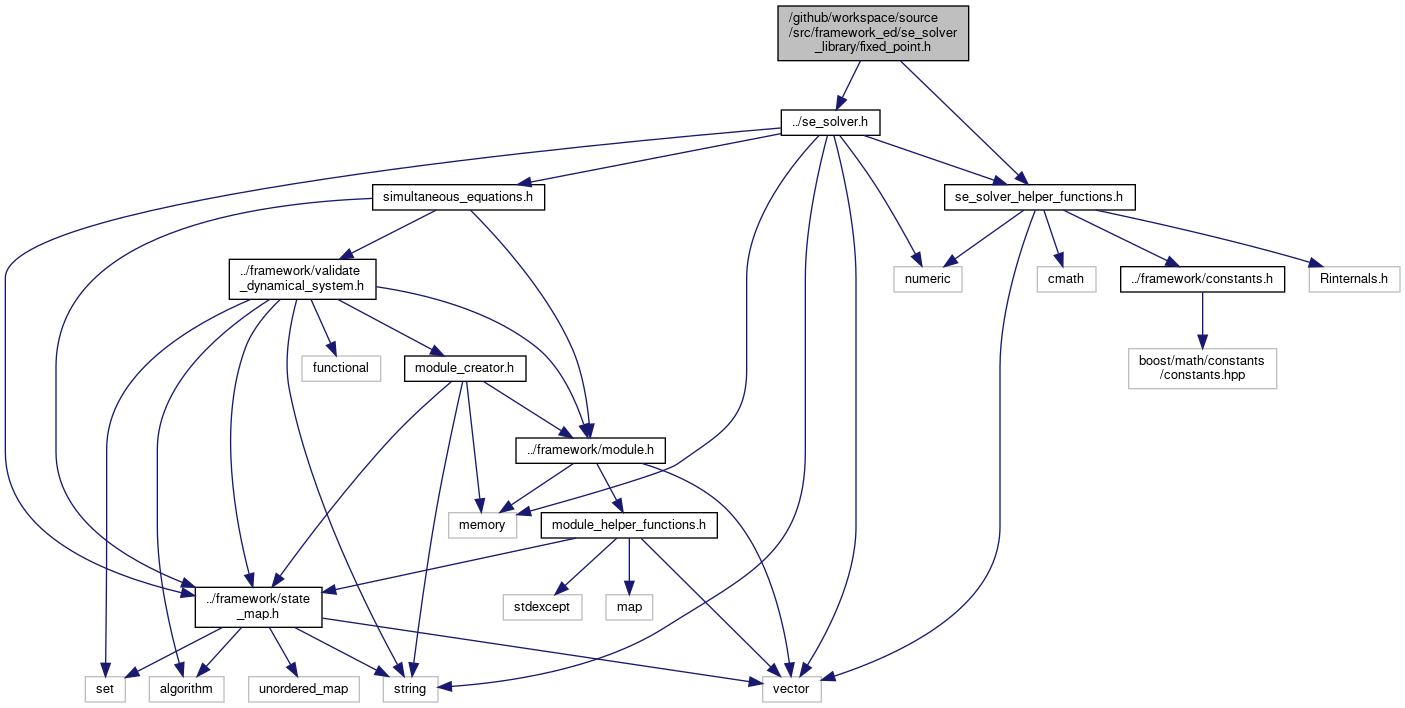 /github/workspace/source
/src/framework_ed/se_solver
_library/fixed_point.h
../se_solver.h
simultaneous_equations.h
se_solver_helper_functions.h
../framework/validate
_dynamical_system.h
numeric
cmath
../framework/constants.h
Rinternals.h
functional
module_creator.h
boost/math/constants
/constants.hpp
../framework/module.h
memory
module_helper_functions.h
../framework/state
_map.h
stdexcept
map
set
algorithm
unordered_map
string
vector